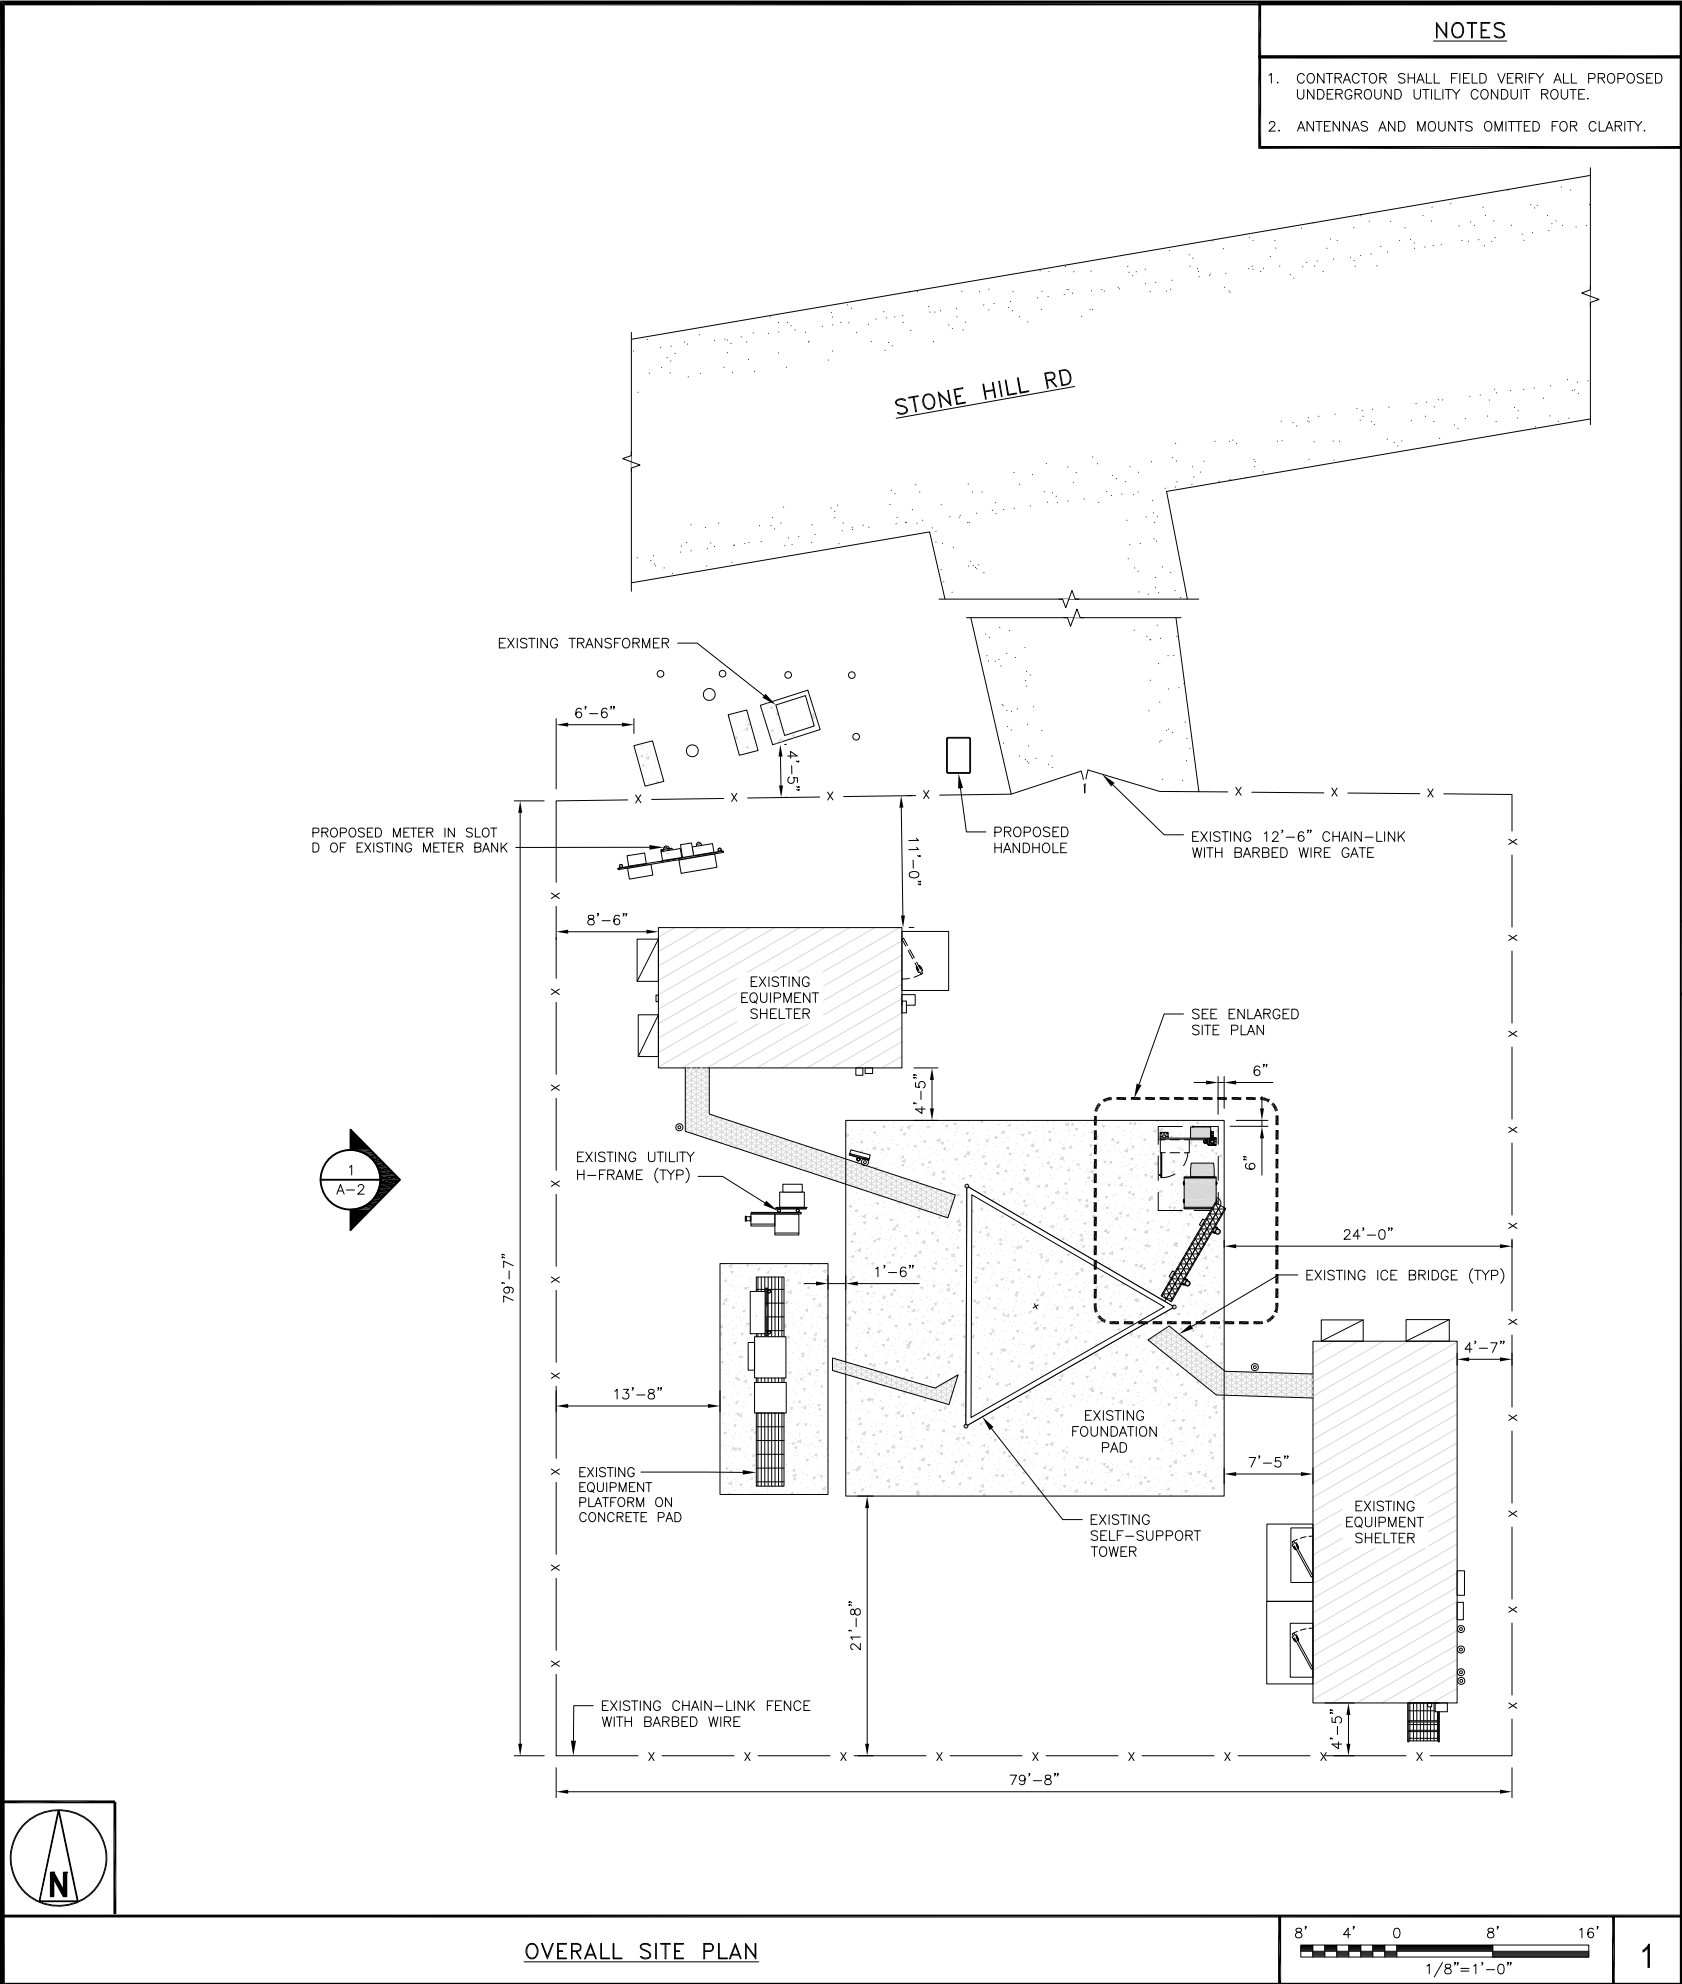 NOTES
1. CONTRACTOR SHALL FIELD VERIFY ALL PROPOSED
UNDERGROUND UTILITY CONDUIT ROUTE.
2. ANTENNAS AND MOUNTS OMITTED FOR CLARITY.
STONE HILL RD
EXISTING TRANSFORMER
6'-6"
4'-5"
PROPOSED METER IN SLOT
D OF EXISTING METER BANK
PROPOSED
HANDHOLE
EXISTING 12'-6" CHAIN-LINK
WITH BARBED WIRE GATE
11'-0"
8'-6"
EXISTING
EQUIPMENT
SHELTER
SEE ENLARGED
SITE PLAN
4'-5"
6"
6"
EXISTING UTILITY
H-FRAME (TYP)
1
A-2
79'-7"
24'-0"
1'-6"
EXISTING ICE BRIDGE (TYP)
4'-7"
13'-8"
EXISTING
FOUNDATION
PAD
7'-5"
EXISTING
EQUIPMENT
PLATFORM ON
CONCRETE PAD
EXISTING
SELF-SUPPORT
TOWER
EXISTING
EQUIPMENT
SHELTER
21'-8"
EXISTING CHAIN-LINK FENCE
WITH BARBED WIRE
4'-5"
79'-8"
N
OVERALL SITE PLAN
8' 4' 0 8' 16'
1/8"=1'-0"
1